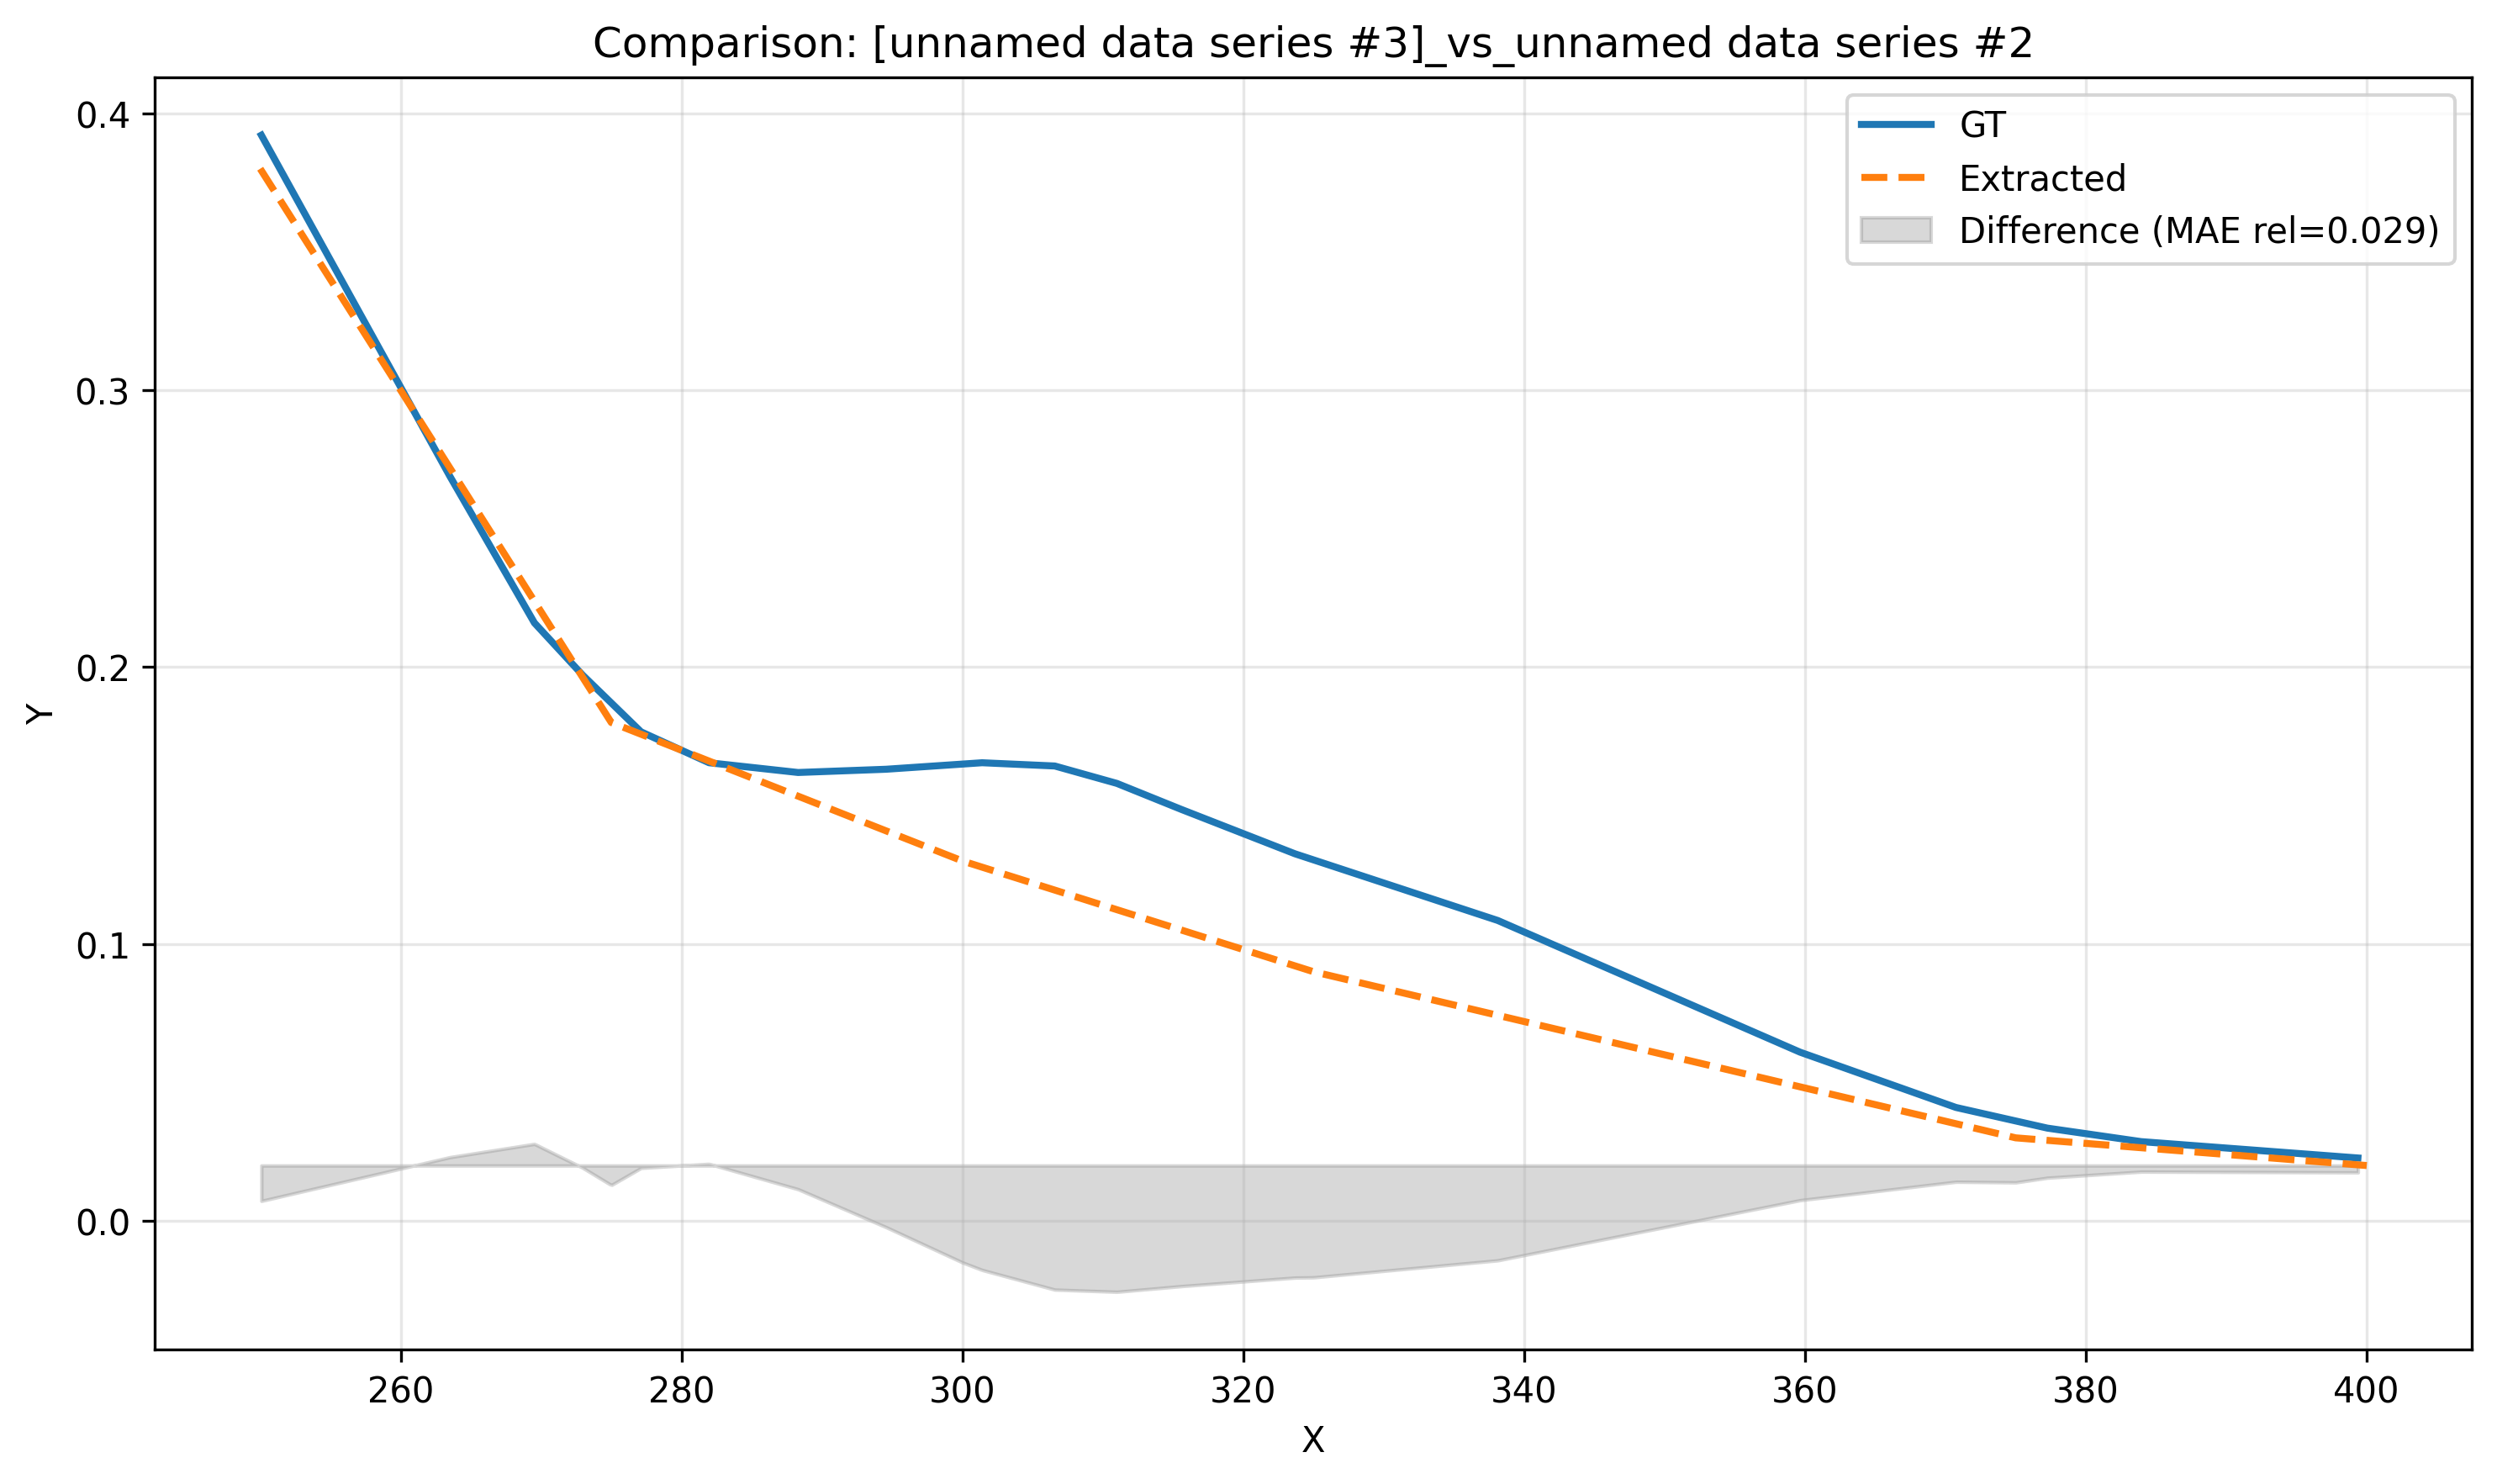 Comparison: [unnamed data series #3]_vs_unnamed data series #2
GT
Extracted
Difference (MAE rel=0.029)
0.4
0.3
0.2
0.1
0.0
Y
260 280 300 320 340 360 380 400
X